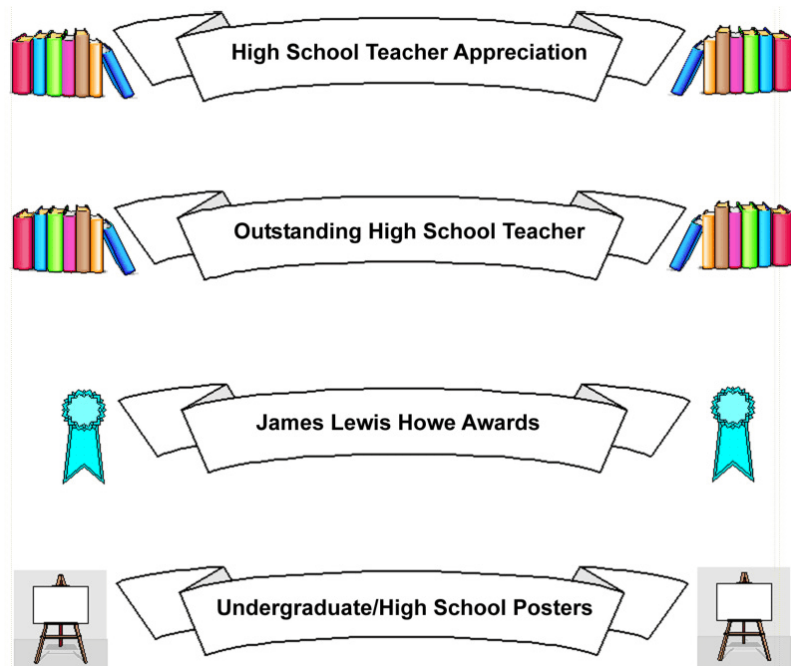 High School Teacher Appreciation
Outstanding High School Teacher
James Lewis Howe Awards
Undergraduate/High School Posters